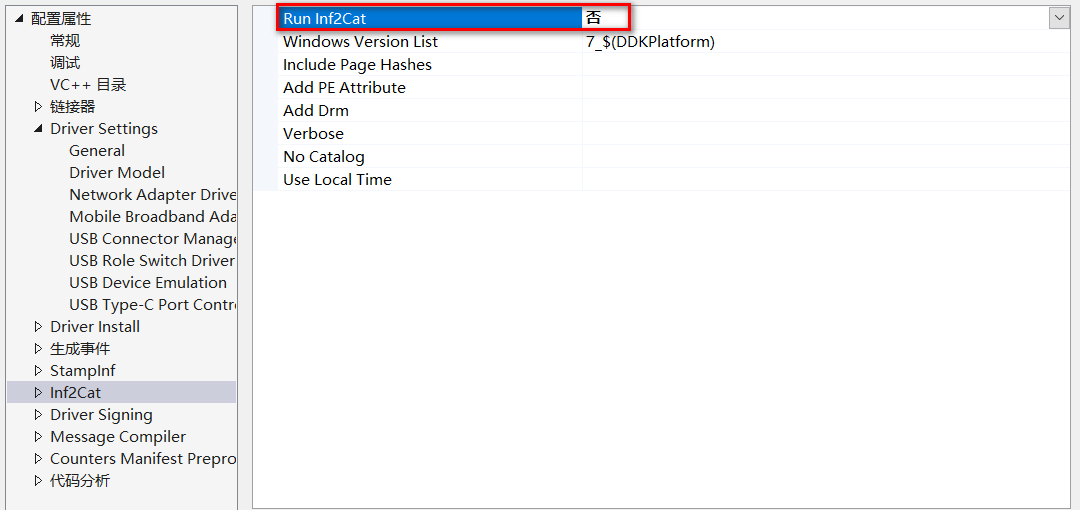 配置属性
常规
调试
VC++ 目录
链接器
Driver Settings
General
Driver Model
Network Adapter Drive
Mobile Broadband Ada
USB Connector Manage
USB Role Switch Driver
USB Device Emulation
USB Type-C Port Contr
Driver Install
生成事件
StampInf
Inf2Cat
Driver Signing
Message Compiler
Counters Manifest Prepro
代码分析
Run Inf2Cat 否
Windows Version List 7_$(DDKPlatform)
Include Page Hashes
Add PE Attribute
Add Drm
Verbose
No Catalog
Use Local Time